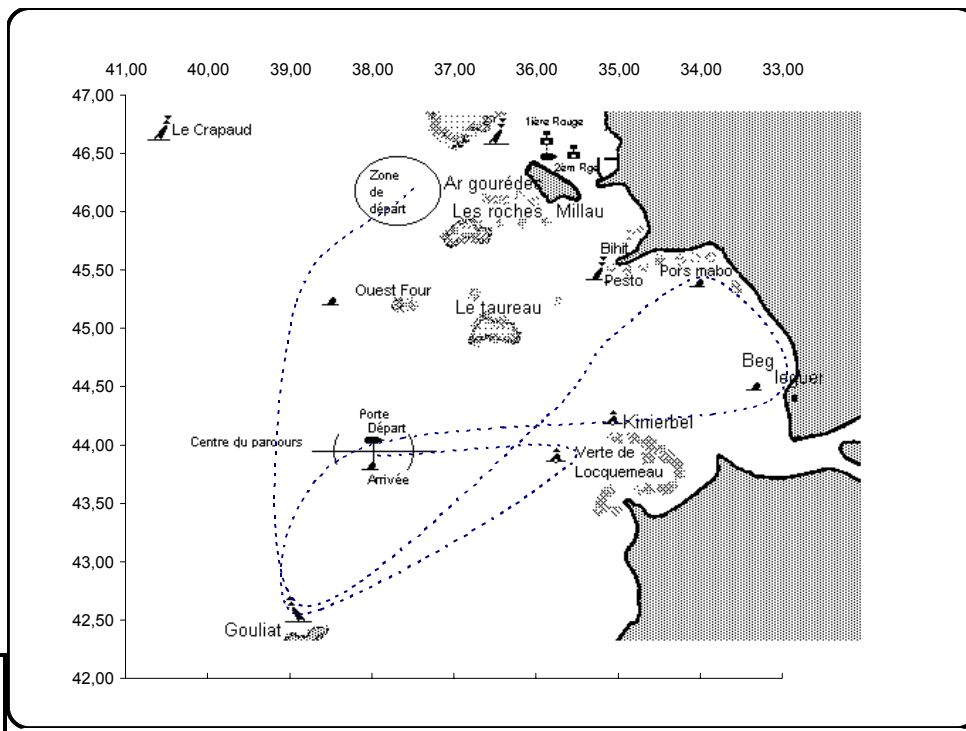 41,00 40,00 39,00 38,00 37,00 36,00 35,00 34,00 33,00
47,00
1ière Rouge
Le Crapaud
46,50
2èm Rge
Zone
de
départ
Ar gourédec
46,00
Les roches Millau
Bihit
45,50
Pors mabo
Pesto
Ouest Four
Le taureau
45,00
Beg
leguer
44,50
Porte
Départ
Kinierbel
44,00
Centre du parcours
Verte de
Locquemeau
Arrivée
43,50
43,00
42,50
Gouliat
42,00